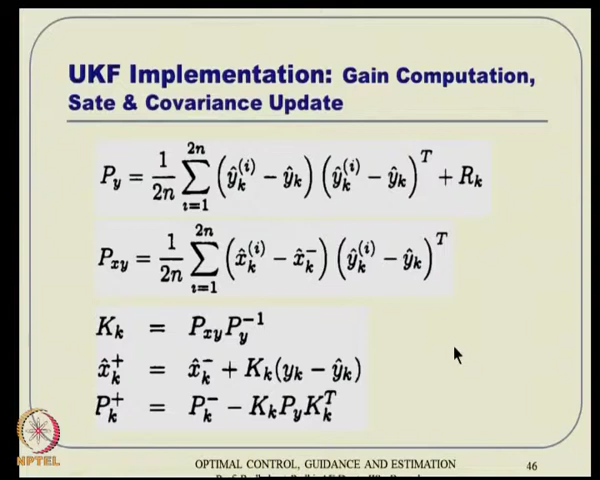 UKF Implementation: Gain Computation,
Sate & Covariance Update
P_y = \frac{1}{2n} \sum_{i=1}^{2n} \left( \hat{y}_k^{(i)} - \hat{y}_k \right) \left( \hat{y}_k^{(i)} - \hat{y}_k \right)^T + R_k
P_{xy} = \frac{1}{2n} \sum_{i=1}^{2n} \left( \hat{x}_k^{(i)} - \hat{x}_k^- \right) \left( \hat{y}_k^{(i)} - \hat{y}_k \right)^T
K_k = P_{xy} P_y^{-1}
\hat{x}_k^+ = \hat{x}_k^- + K_k (y_k - \hat{y}_k)
P_k^+ = P_k^- - K_k P_y K_k^T
NPTEL
OPTIMAL CONTROL, GUIDANCE AND ESTIMATION 46